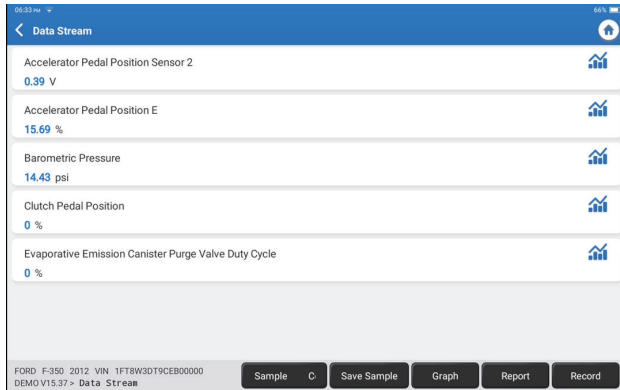 06:33 PM
66%
Data Stream
Accelerator Pedal Position Sensor 2
0.39 V
Accelerator Pedal Position E
15.69 %
Barometric Pressure
14.43 psi
Clutch Pedal Position
0 %
Evaporative Emission Canister Purge Valve Duty Cycle
0 %
FORD F-350 2012 VIN 1FT8W3DT9CEB00000
DEMO V15.37 > Data Stream
Sample
Save Sample
Graph
Report
Record